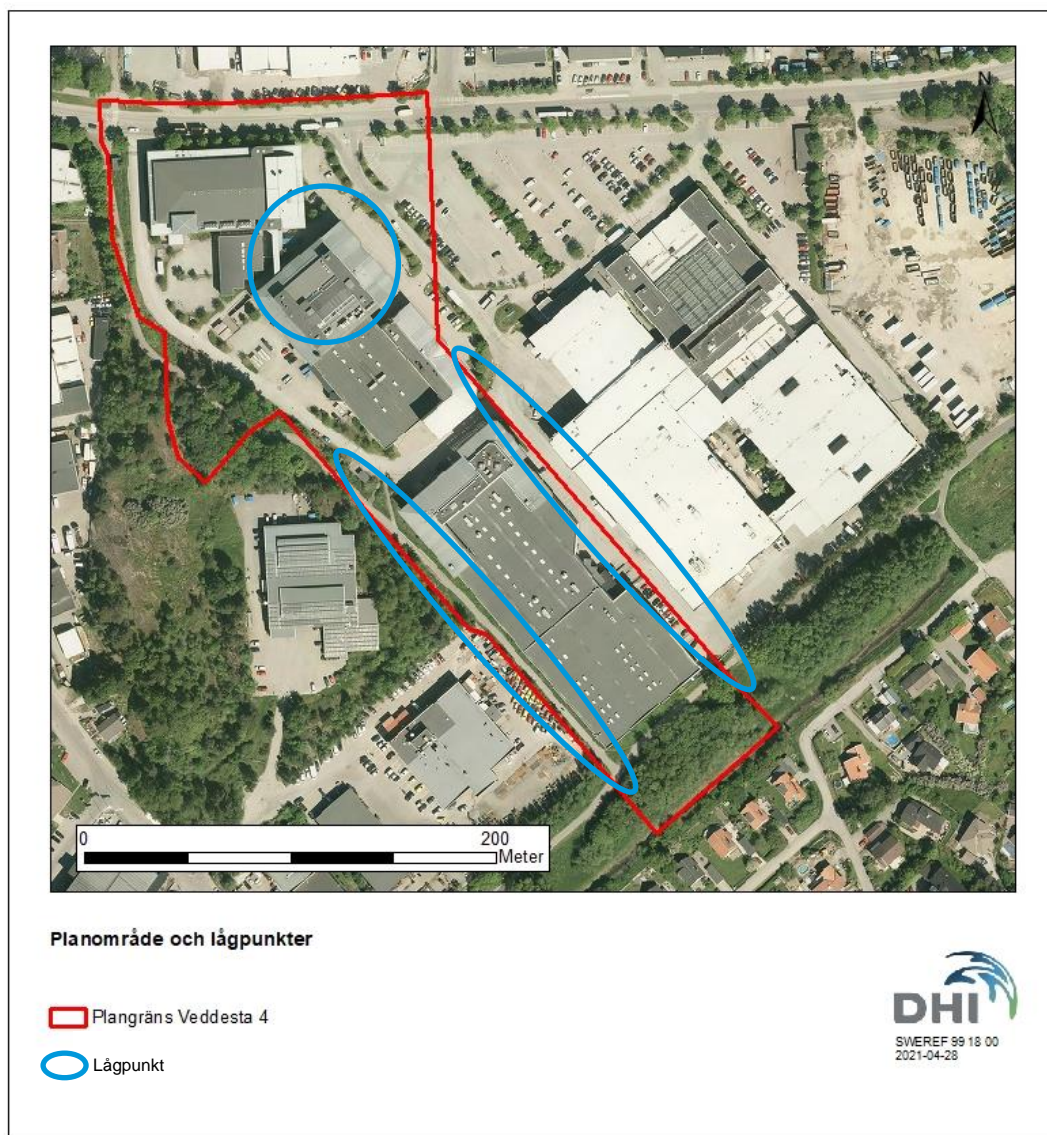 N
0 200
Meter
Planområde och lågpunkter
Plangräns Veddesta 4
Lågpunkt
DHI
SWEREF 99 18 00
2021-04-28